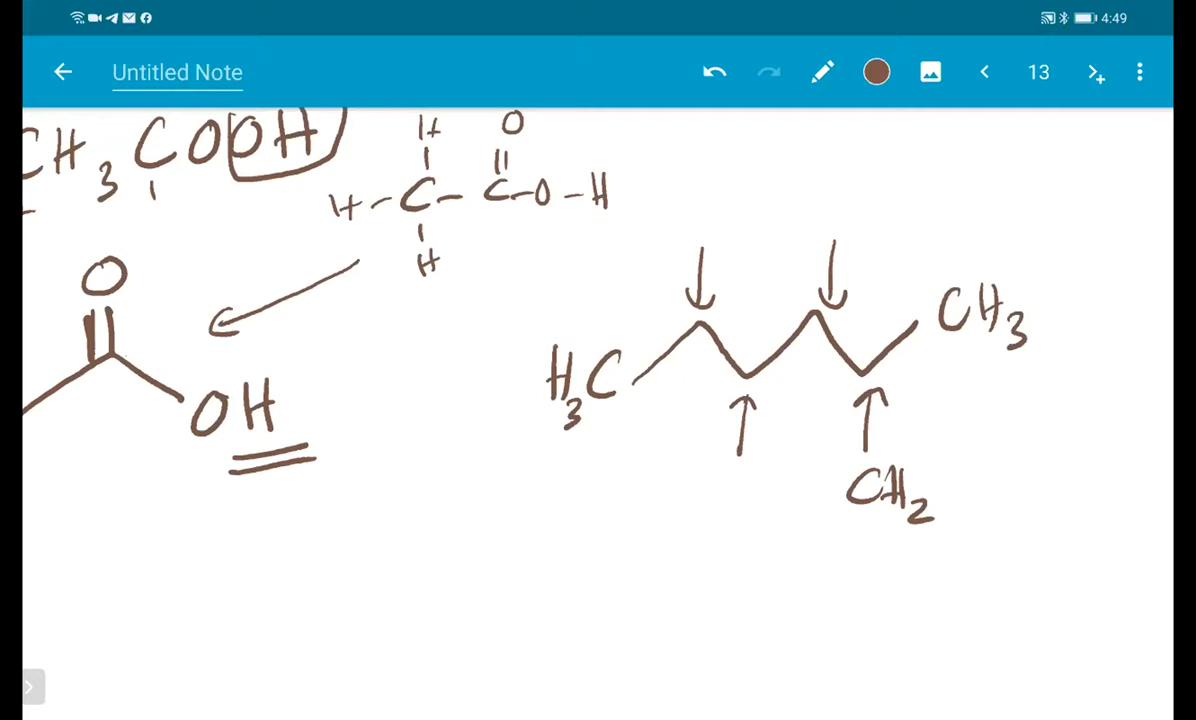 4:49
Untitled Note
13
CH3COOH
H O
H-C-C-O-H
H
O
OH
H3C
CH3
CH2